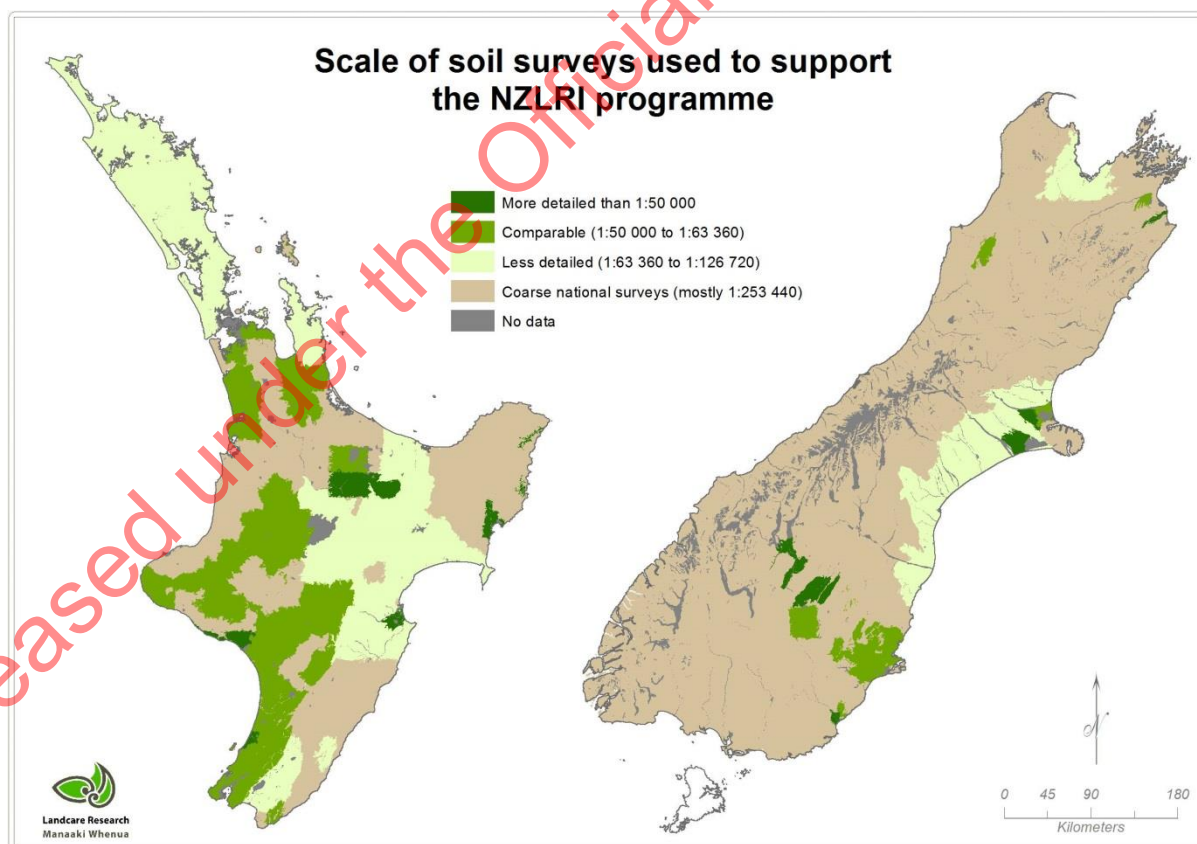 Scale of soil surveys used to support
the NZLRI programme
More detailed than 1:50 000
Comparable (1:50 000 to 1:63 360)
Less detailed (1:63 360 to 1:126 720)
Coarse national surveys (mostly 1:253 440)
No data
eased under the Official
Landcare Research
Manaaki Whenua
N
0 45 90 180
Kilometers